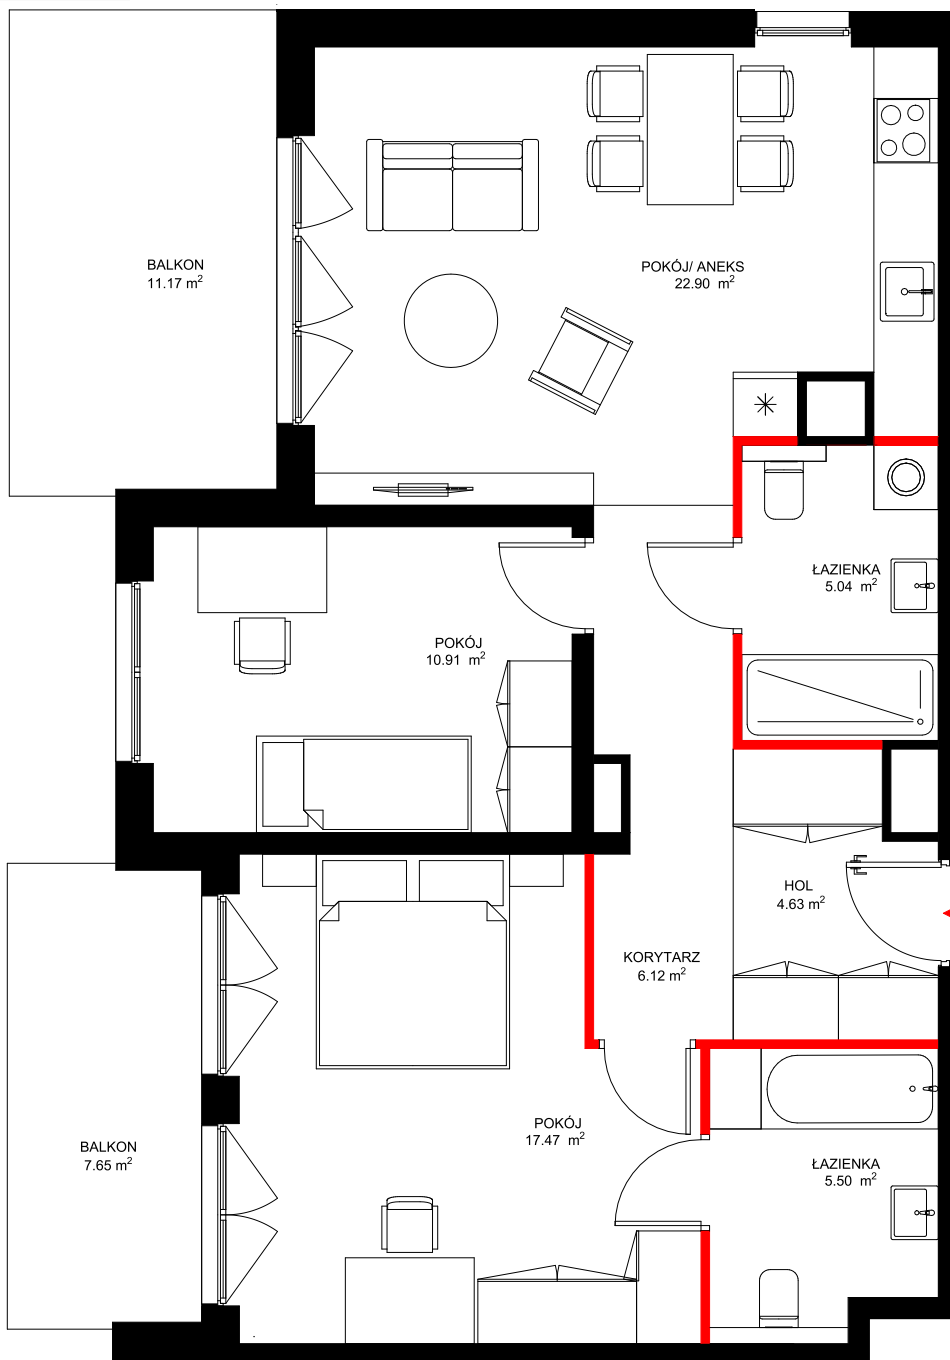 BALKON
11.17 m²
POKÓJ/ ANEKS
22.90 m²
ŁAZIENKA
5.04 m²
POKÓJ
10.91 m²
HOL
4.63 m²
KORYTARZ
6.12 m²
POKÓJ
17.47 m²
BALKON
7.65 m²
ŁAZIENKA
5.50 m²